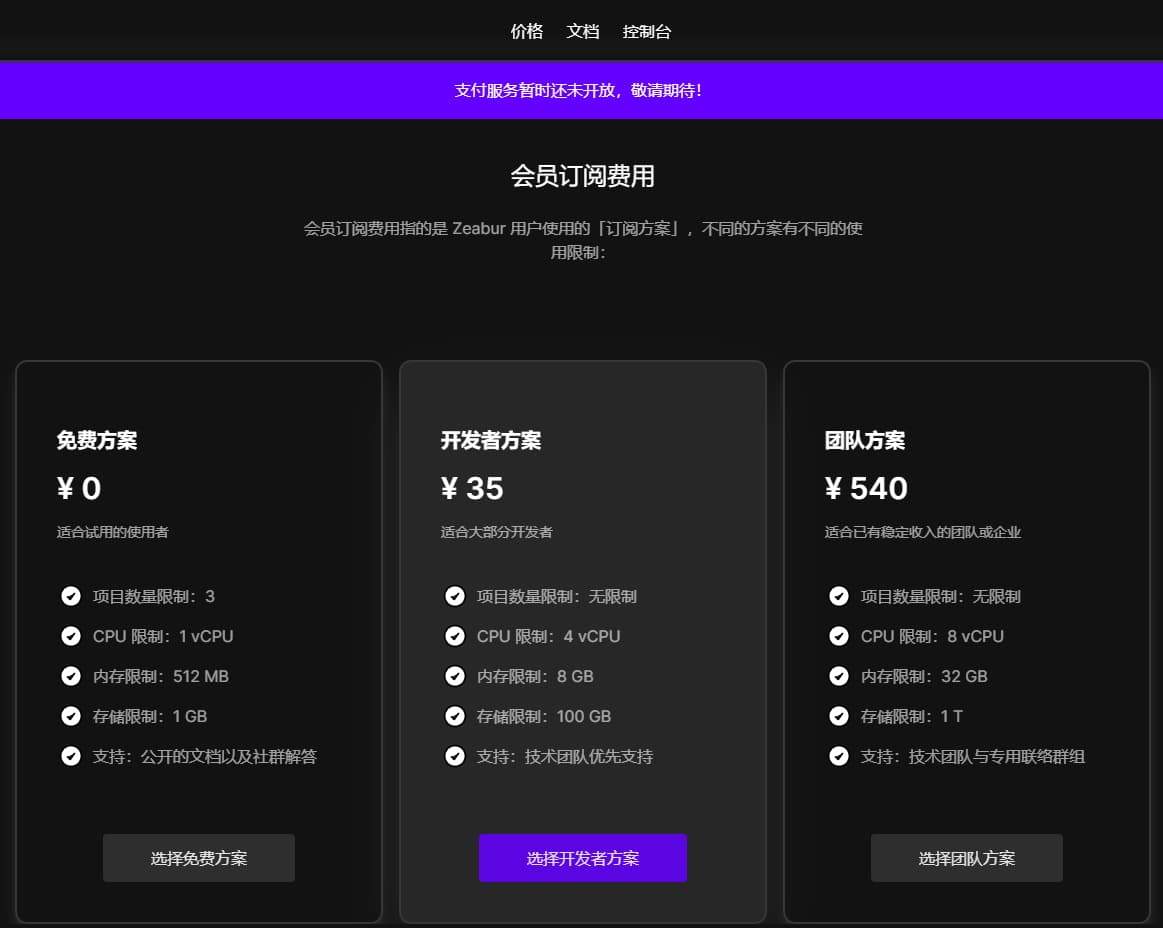 价格 文档 控制台
支付服务暂时还未开放，敬请期待！
会员订阅费用
会员订阅费用指的是 Zeabur 用户使用的「订阅方案」，不同的方案有不同的使
用限制：
免费方案
¥ 0
适合试用的使用者
项目数量限制：3
CPU 限制：1 vCPU
内存限制：512 MB
存储限制：1 GB
支持：公开的文档以及社群解答
选择免费方案
开发者方案
¥ 35
适合大部分开发者
项目数量限制：无限制
CPU 限制：4 vCPU
内存限制：8 GB
存储限制：100 GB
支持：技术团队优先支持
选择开发者方案
团队方案
¥ 540
适合已有稳定收入的团队或企业
项目数量限制：无限制
CPU 限制：8 vCPU
内存限制：32 GB
存储限制：1 T
支持：技术团队与专用联络群组
选择团队方案